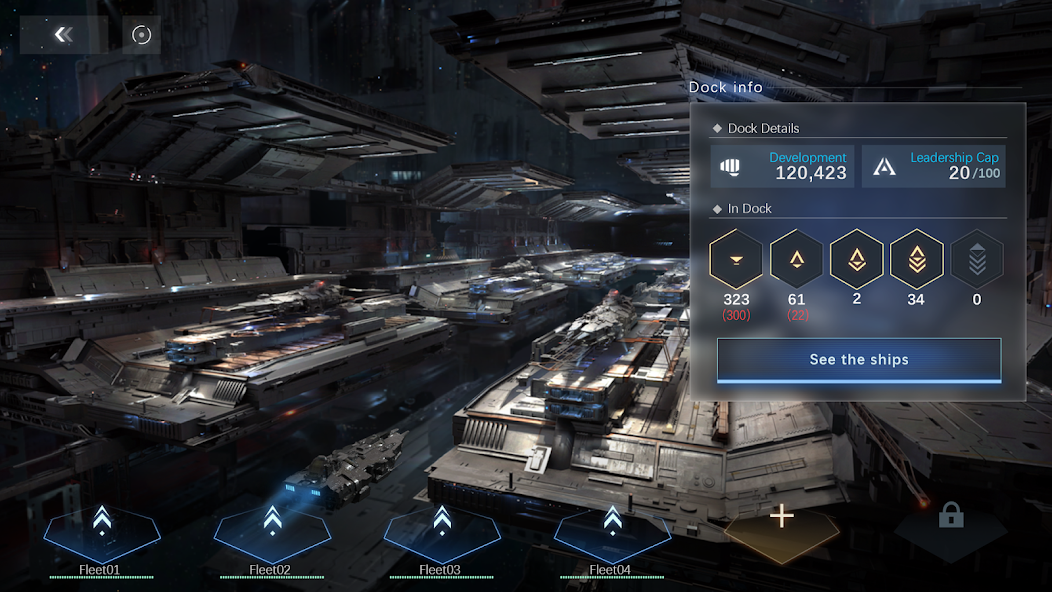 Dock info
Dock Details
Development
120,423
Leadership Cap
20/100
In Dock
323
61
2
34
0
(300)
(22)
See the ships
Fleet01
Fleet02
Fleet03
Fleet04